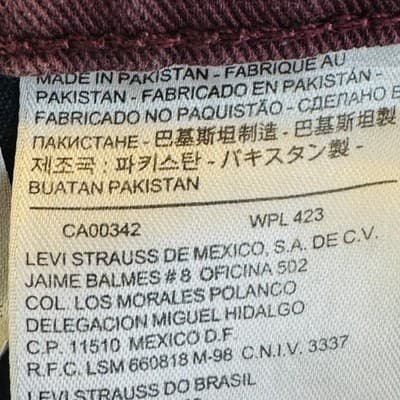 MADE IN PAKISTAN - FABRIQUE AU
PAKISTAN - FABRICADO EN PAKISTÁN -
FABRICADO NO PAQUISTÃO - СДЕЛАНО В
ПАКИСТАНЕ - 巴基斯坦制造 - 巴基斯坦製
제조국 : 파키스탄 - パキスタン製 -
BUATAN PAKISTAN
CA00342 WPL 423
LEVI STRAUSS DE MEXICO, S.A. DE C.V.
JAIME BALMES # 8 OFICINA 502
COL. LOS MORALES POLANCO
DELEGACION MIGUEL HIDALGO
C.P. 11510 MEXICO D.F.
R.F.C. LSM 660818 M-98 C.N.I.V. 3337
LEVI STRAUSS DO BRASIL